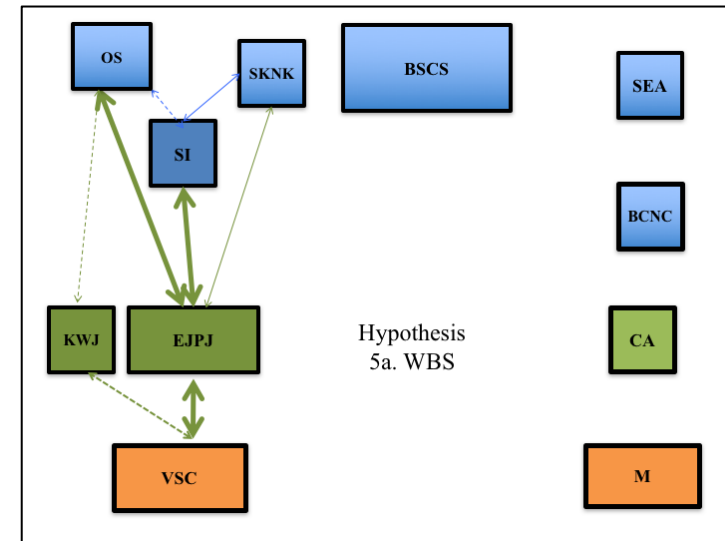 OS
SKNK
BSCS
SEA
SI
BCNC
KWJ
EJPJ
Hypothesis
5a. WBS
CA
VSC
M